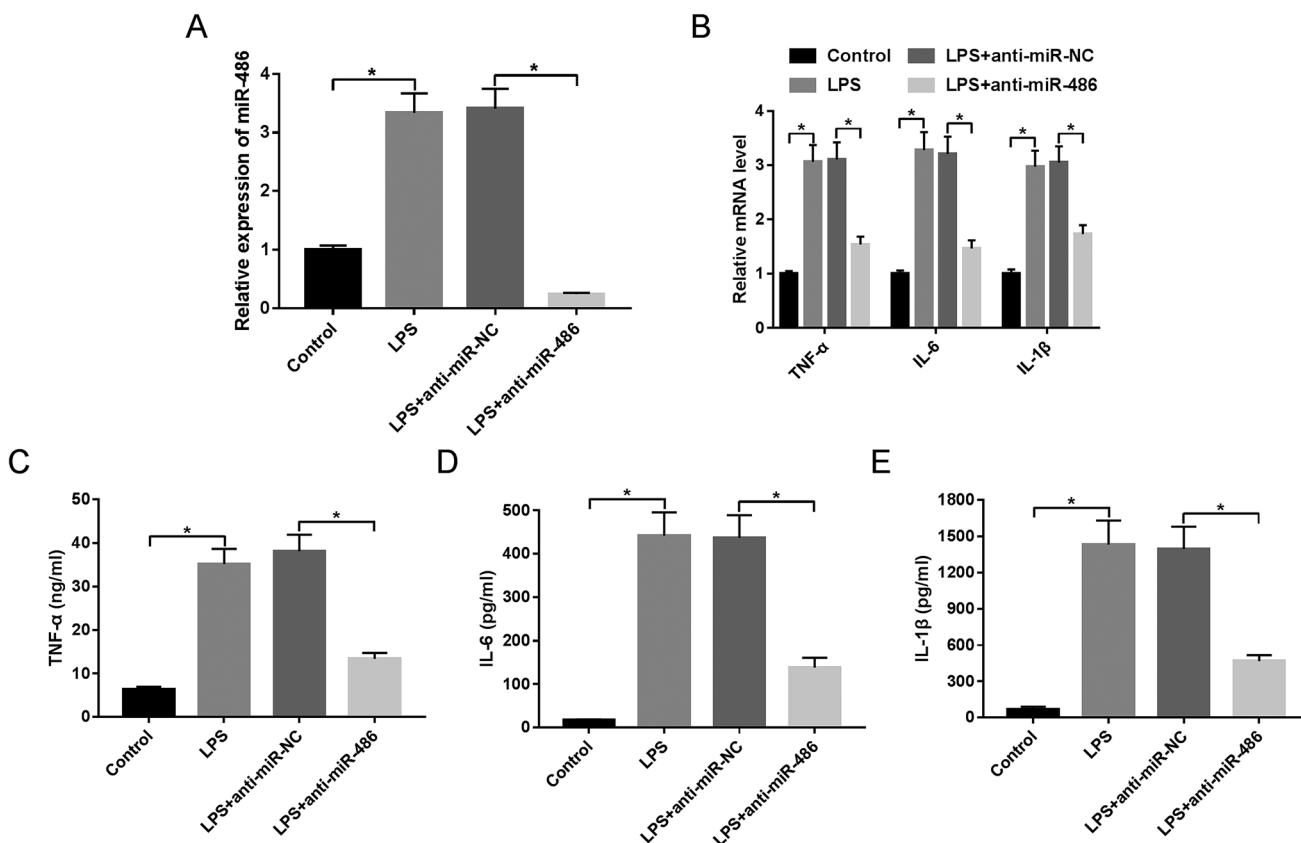 A
Relative expression of miR-486
5
4
3
2
1
0
*
*
Control
LPS
LPS+anti-miR-NC
LPS+anti-miR-486
B
Control
LPS+anti-miR-NC
LPS
LPS+anti-miR-486
Relative mRNA level
4
3
2
1
0
* * * * * *
TNF-α
IL-6
IL-1β
C
TNF-α (ng/ml)
50
40
30
20
10
0
*
*
Control
LPS
LPS+anti-miR-NC
LPS+anti-miR-486
D
IL-6 (pg/ml)
500
400
300
200
100
0
*
*
Control
LPS
LPS+anti-miR-NC
LPS+anti-miR-486
E
IL-1β (pg/ml)
1800
1500
1200
900
600
300
0
*
*
Control
LPS
LPS+anti-miR-NC
LPS+anti-miR-486